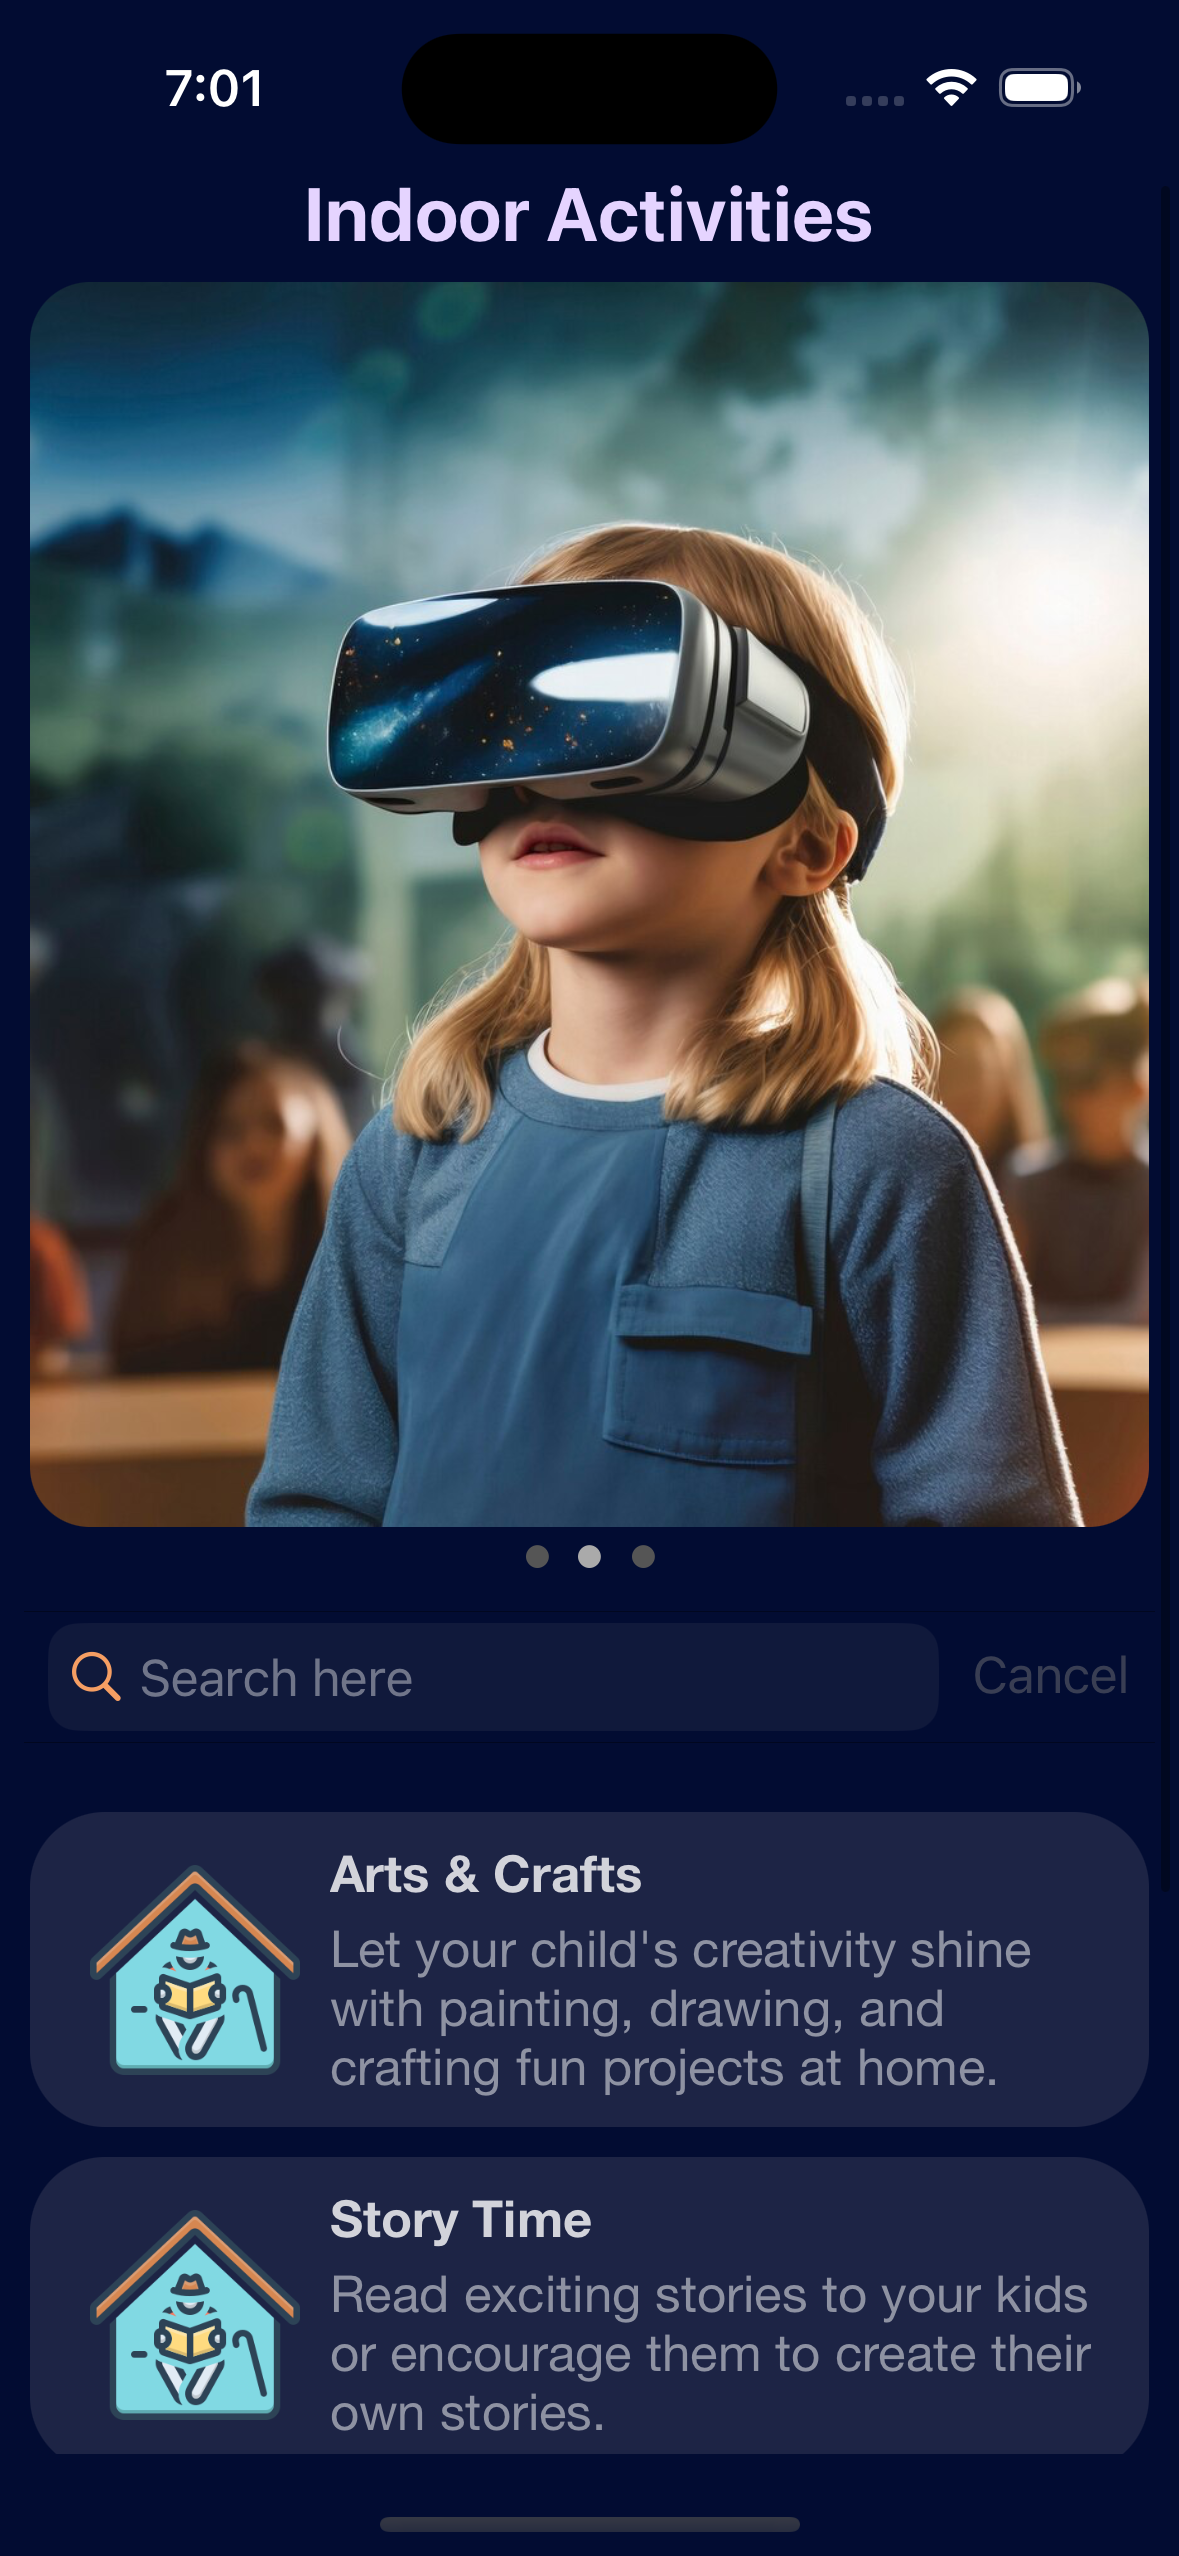 7:01
Indoor Activities
Search here
Cancel
Arts & Crafts
Let your child's creativity shine
with painting, drawing, and
crafting fun projects at home.
Story Time
Read exciting stories to your kids
or encourage them to create their
own stories.